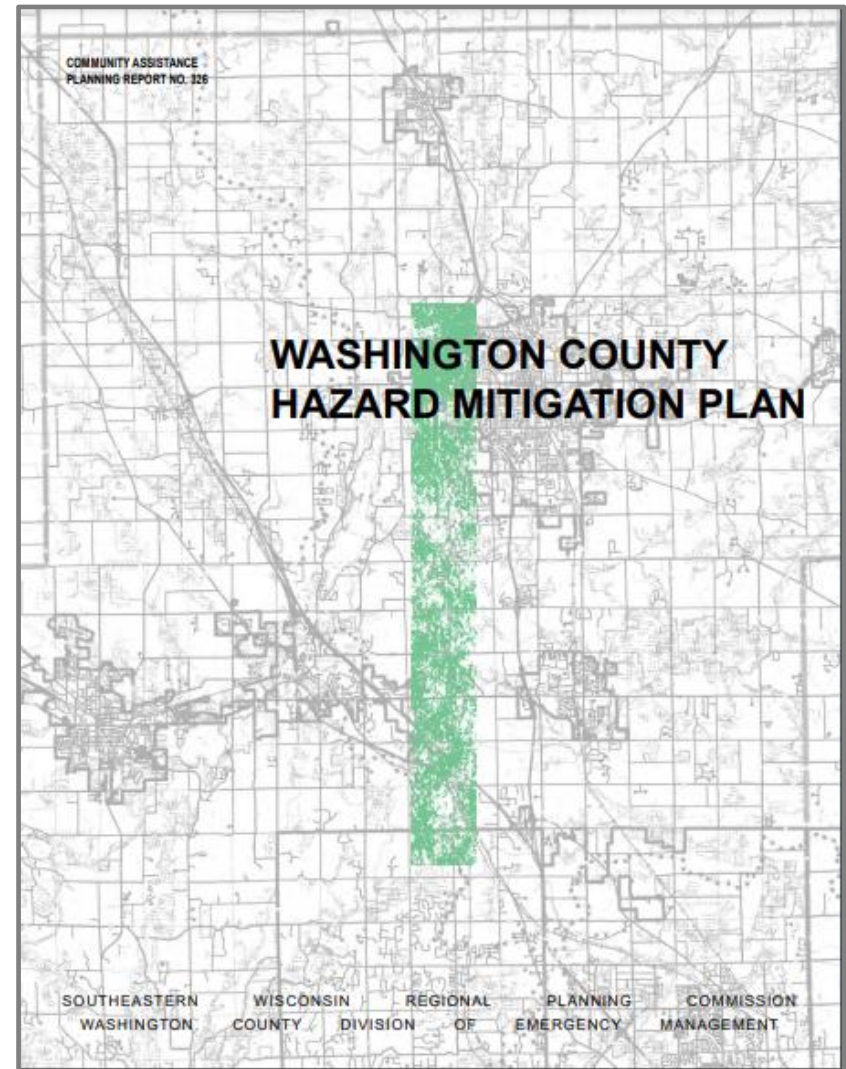 COMMUNITY ASSISTANCE
PLANNING REPORT NO. 326
WASHINGTON COUNTY
HAZARD MITIGATION PLAN
SOUTHEASTERN WISCONSIN REGIONAL PLANNING COMMISSION
WASHINGTON COUNTY DIVISION OF EMERGENCY MANAGEMENT